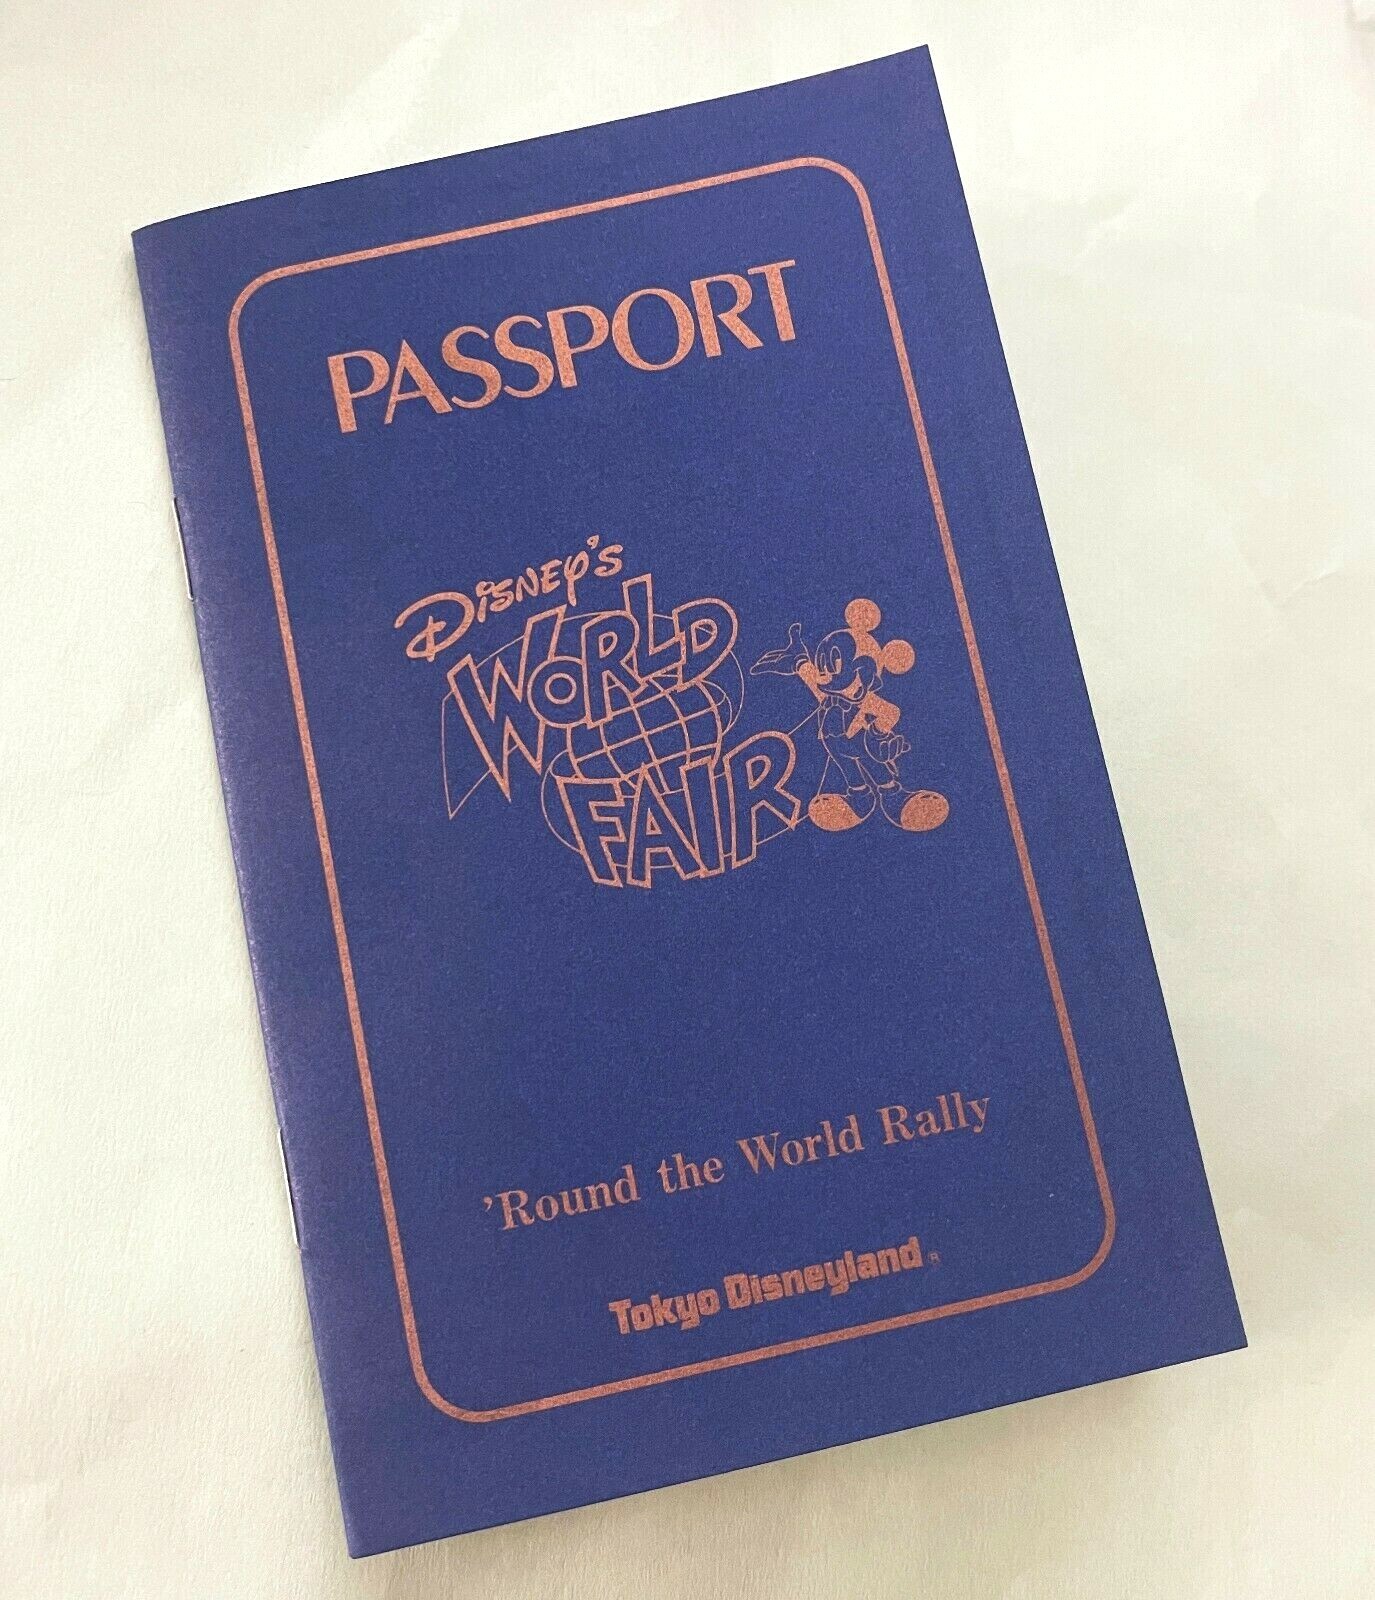 PASSPORT
Disney's
WORLD
FAIR
’Round the World Rally
Tokyo Disneyland ®